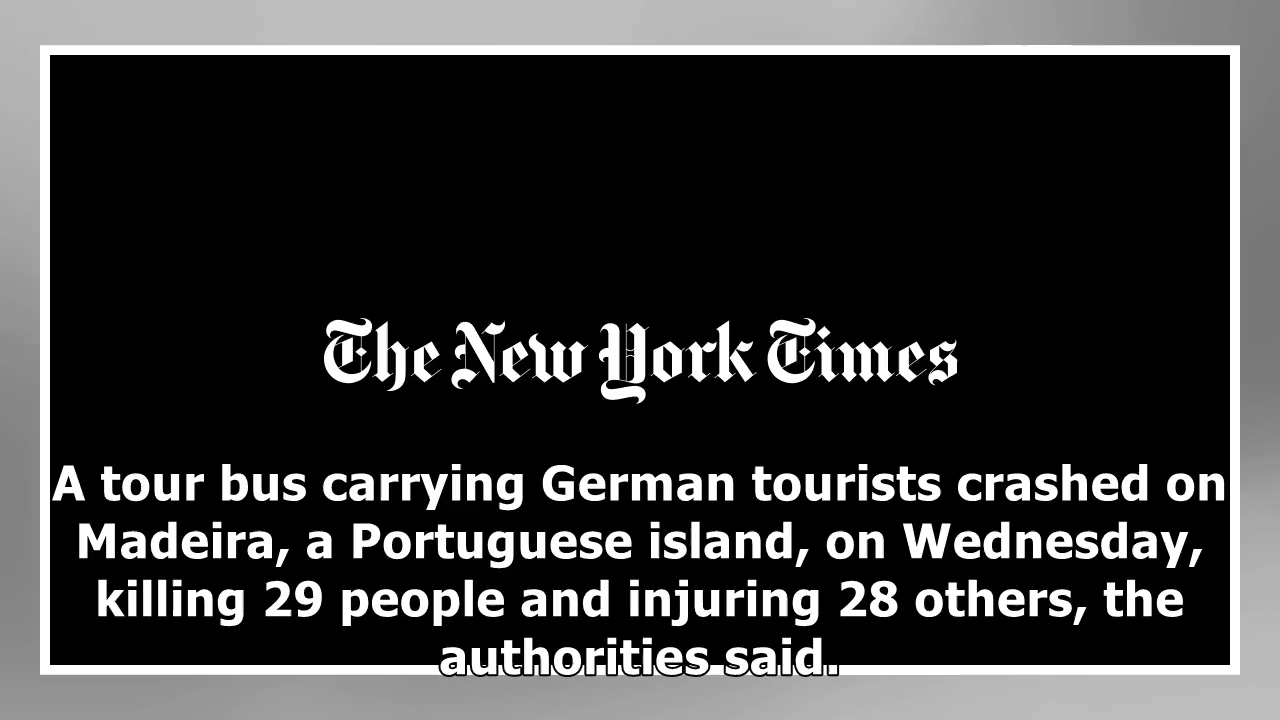 The New York Times
A tour bus carrying German tourists crashed on
Madeira, a Portuguese island, on Wednesday,
killing 29 people and injuring 28 others, the
authorities said.